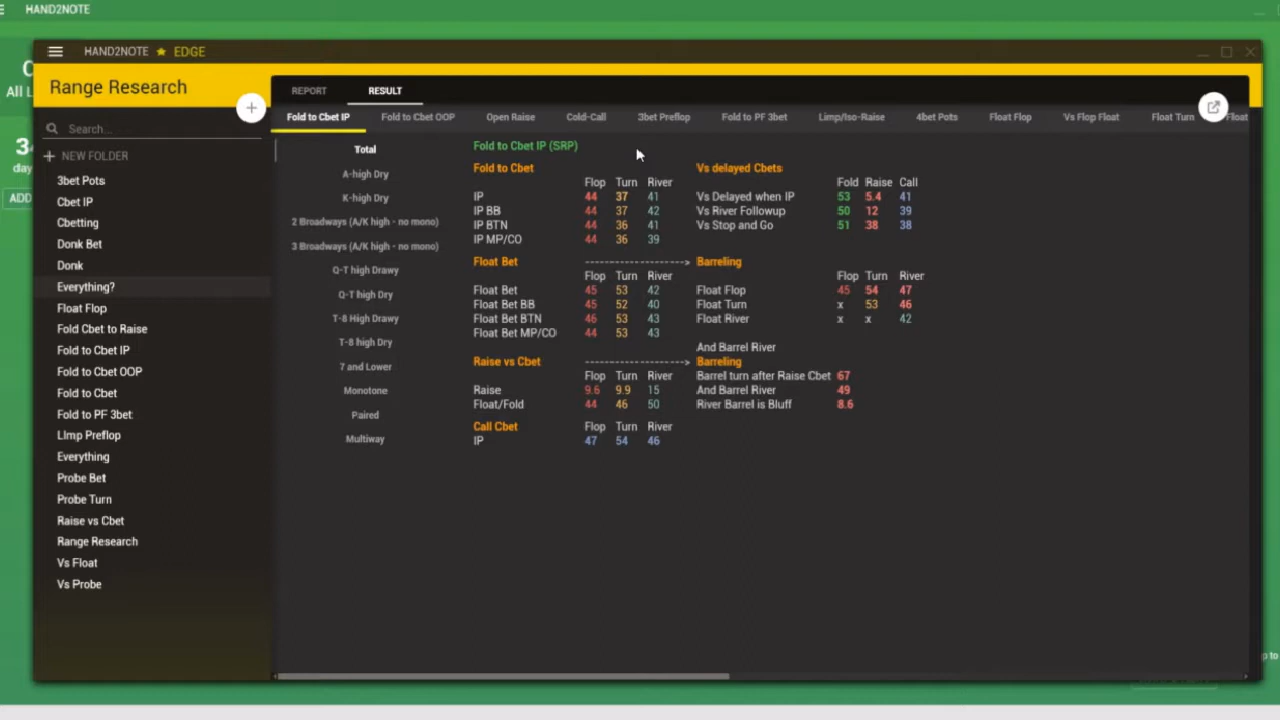 HAND2NOTE
HAND2NOTE ★ EDGE
Range Research
REPORT RESULT
Fold to Cbet IP Fold to Cbet OOP Open Raise Cold-Call 3bet Preflop Fold to PF 3bet Limp/Iso-Raise 4bet Pots Float Flop Vs Flop Float Float Turn Float
All L
Search...
NEW FOLDER
3bet Pots
Cbet IP
Cbetting
Donk Bet
Donk
Everything?
Float Flop
Fold Cbet to Raise
Fold to Cbet IP
Fold to Cbet OOP
Fold to Cbet
Fold to PF 3bet
LImp Preflop
Everything
Probe Bet
Probe Turn
Raise vs Cbet
Range Research
Vs Float
Vs Probe
day
ADD
Total
A-high Dry
K-high Dry
2 Broadways (A/K high - no mono)
3 Broadways (A/K high - no mono)
Q-T high Drawy
Q-T high Dry
T-8 High Drawy
T-8 high Dry
7 and Lower
Monotone
Paired
Multiway
Fold to Cbet IP (SRP)
Fold to Cbet
Flop Turn River
IP 44 37 41
IP BB 44 37 42
IP BTN 44 36 41
IP MP/CO 44 36 39
Vs delayed Cbets
Fold Raise Call
Vs Delayed when IP 53 5.4 41
Vs River Followup 50 12 39
Vs Stop and Go 51 38 38
Float Bet ----------------------> Barrelling
Flop Turn River
Float Bet 45 53 42
Float Bet BB 45 52 40
Float Bet BTN 46 53 43
Float Bet MP/CO 44 53 43
Flop Turn River
Float Flop 45 54 47
Float Turn x 53 46
Float River x x 42
And Barrel River
Raise vs Cbet ----------------------> Barrelling
Flop Turn River
Raise 9.6 9.9 15
Float/Fold 44 46 50
Barrel turn after Raise Cbet 67
And Barrel River 49
River Barrel is Bluff 8.6
Call Cbet Flop Turn River
IP 47 54 46
p to